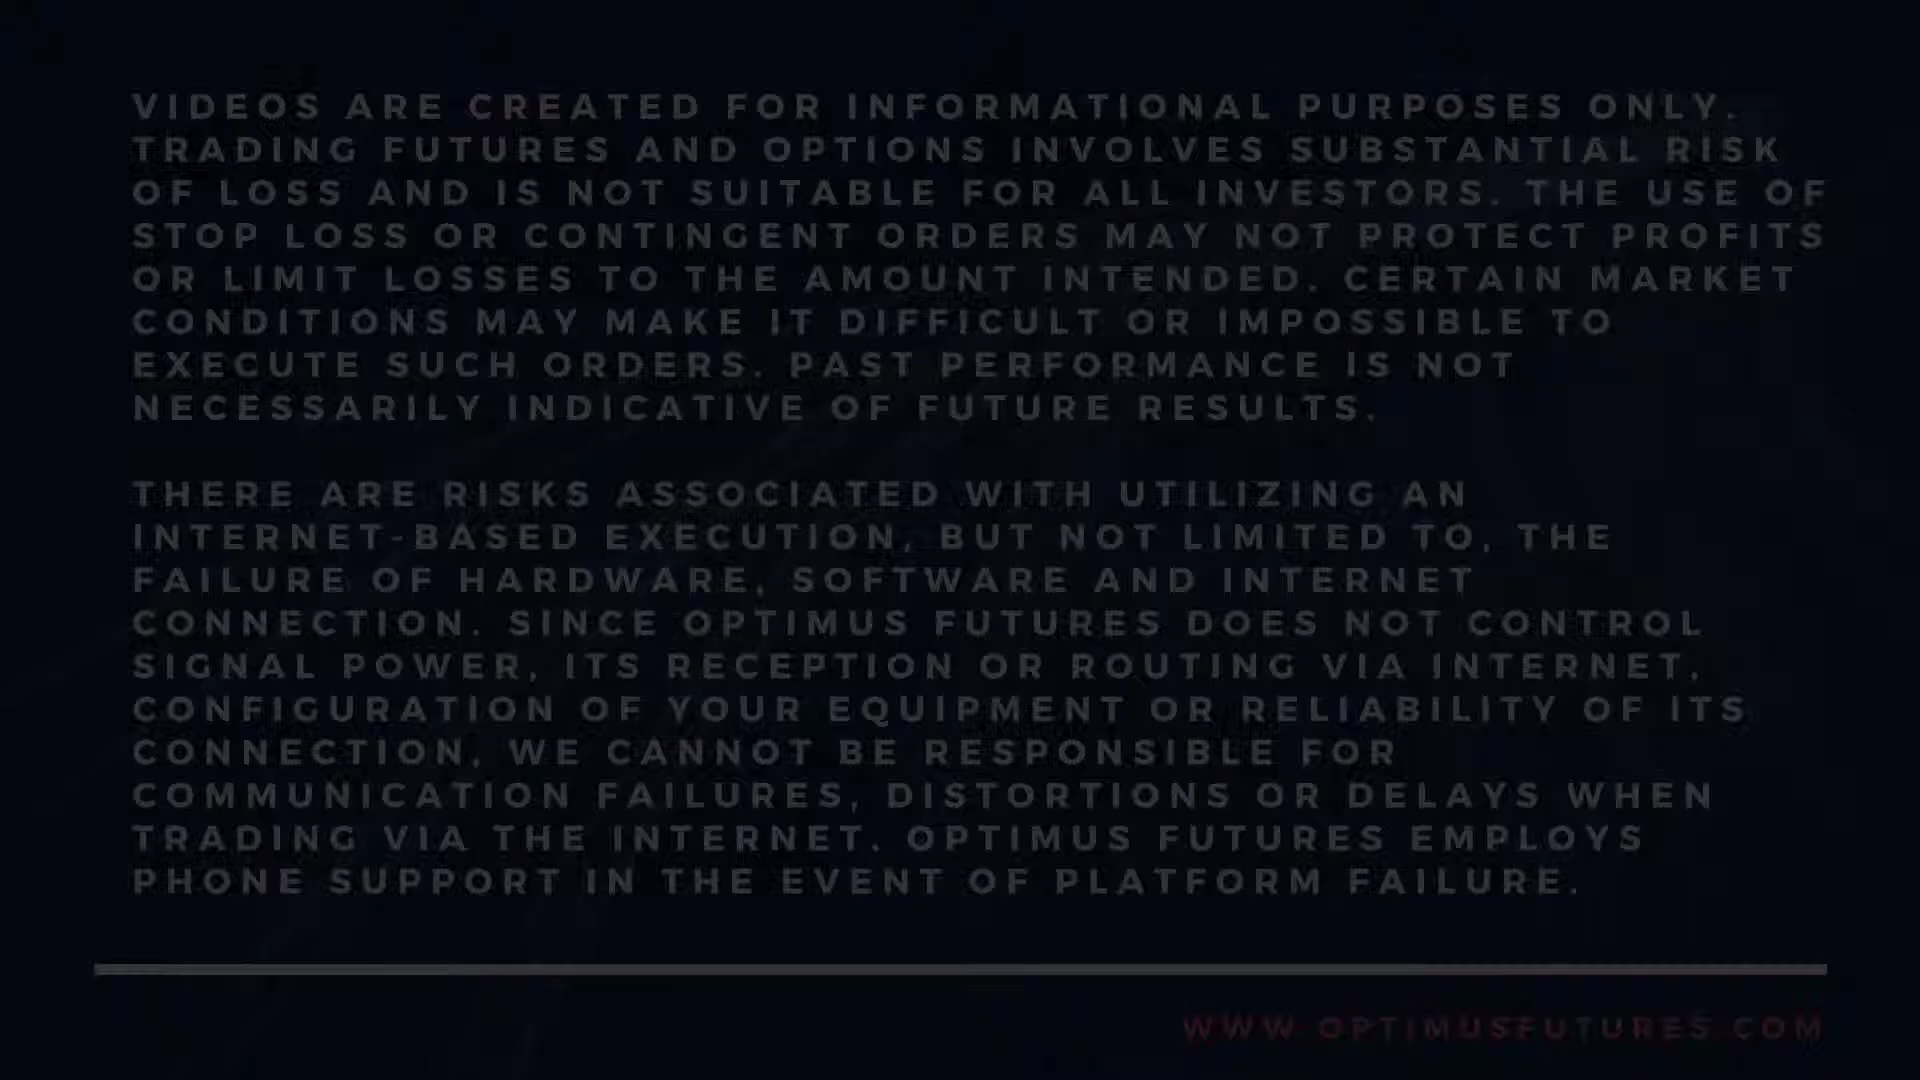 VIDEOS ARE CREATED FOR INFORMATIONAL PURPOSES ONLY.
TRADING FUTURES AND OPTIONS INVOLVES SUBSTANTIAL RISK
OF LOSS AND IS NOT SUITABLE FOR ALL INVESTORS. THE USE OF
STOP LOSS OR CONTINGENT ORDERS MAY NOT PROTECT PROFITS
OR LIMIT LOSSES TO THE AMOUNT INTENDED. CERTAIN MARKET
CONDITIONS MAY MAKE IT DIFFICULT OR IMPOSSIBLE TO
EXECUTE SUCH ORDERS. PAST PERFORMANCE IS NOT
NECESSARILY INDICATIVE OF FUTURE RESULTS.
THERE ARE RISKS ASSOCIATED WITH UTILIZING AN
INTERNET-BASED EXECUTION, BUT NOT LIMITED TO, THE
FAILURE OF HARDWARE, SOFTWARE AND INTERNET
CONNECTION. SINCE OPTIMUS FUTURES DOES NOT CONTROL
SIGNAL POWER, ITS RECEPTION OR ROUTING VIA INTERNET,
CONFIGURATION OF YOUR EQUIPMENT OR RELIABILITY OF ITS
CONNECTION, WE CANNOT BE RESPONSIBLE FOR
COMMUNICATION FAILURES, DISTORTIONS OR DELAYS WHEN
TRADING VIA THE INTERNET. OPTIMUS FUTURES EMPLOYS
PHONE SUPPORT IN THE EVENT OF PLATFORM FAILURE.
WWW.OPTIMUSFUTURES.COM